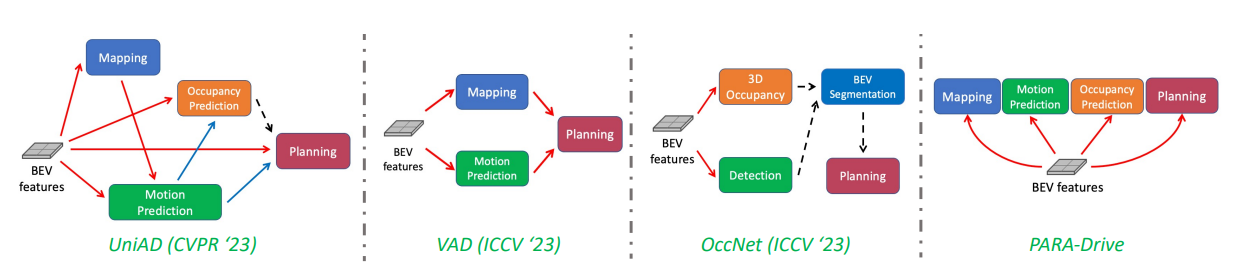 Mapping
Occupancy
Prediction
Planning
BEV
features
Motion
Prediction
UniAD (CVPR ‘23)
Mapping
Planning
BEV
features
Motion
Prediction
VAD (ICCV ‘23)
3D
Occupancy
BEV
Segmentation
BEV
features
Detection
Planning
OccNet (ICCV ‘23)
Mapping
Motion
Prediction
Occupancy
Prediction
Planning
BEV features
PARA-Drive